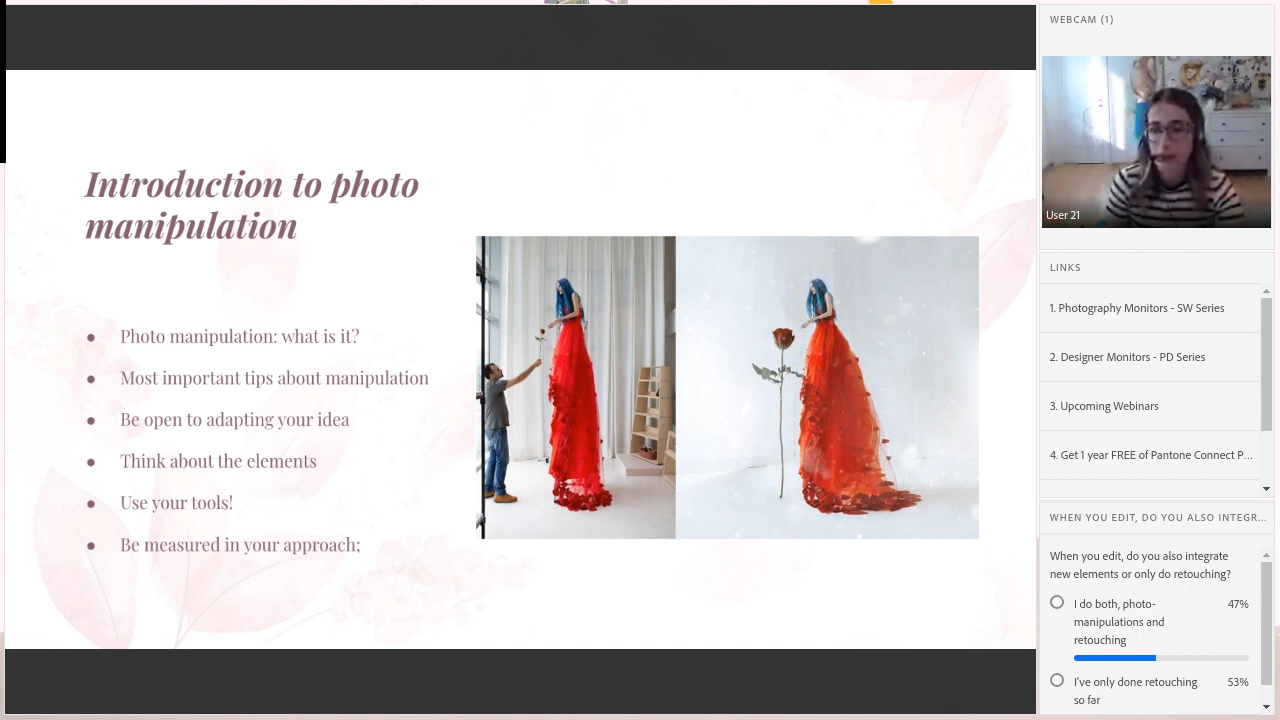 Introduction to photo
manipulation
● Photo manipulation: what is it?
● Most important tips about manipulation
● Be open to adapting your idea
● Think about the elements
● Use your tools!
● Be measured in your approach;
WEBCAM (1)
User 21
LINKS
1. Photography Monitors - SW Series
2. Designer Monitors - PD Series
3. Upcoming Webinars
4. Get 1 year FREE of Pantone Connect P...
WHEN YOU EDIT, DO YOU ALSO INTEGR...
When you edit, do you also integrate
new elements or only do retouching?
I do both, photo- 47%
manipulations and
retouching
I've only done retouching 53%
so far